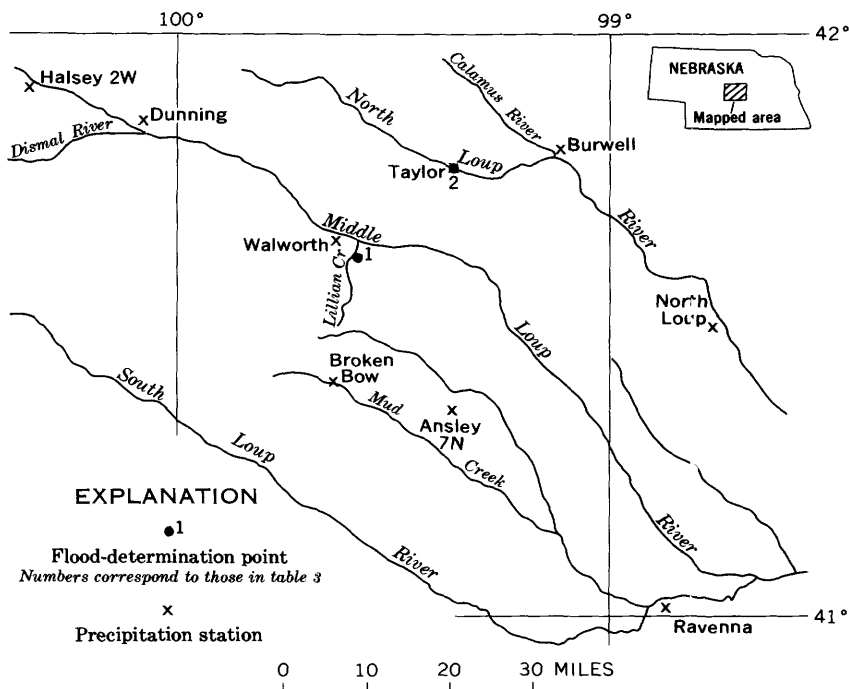 100°
99°
42°
Halsey 2W
Dunning
Dismal River
North
Loup
River
Calamus
River
Burwell
Taylor
2
NEBRASKA
Mapped area
Walworth
Middle
1
Lillian Cr
Loup
River
North
Loup
Broken
Bow
Mud
Creek
Ansley
7N
South
Loup
River
EXPLANATION
1
Flood-determination point
Numbers correspond to those in table 3
x
Precipitation station
Ravenna
41°
0 10 20 30 MILES